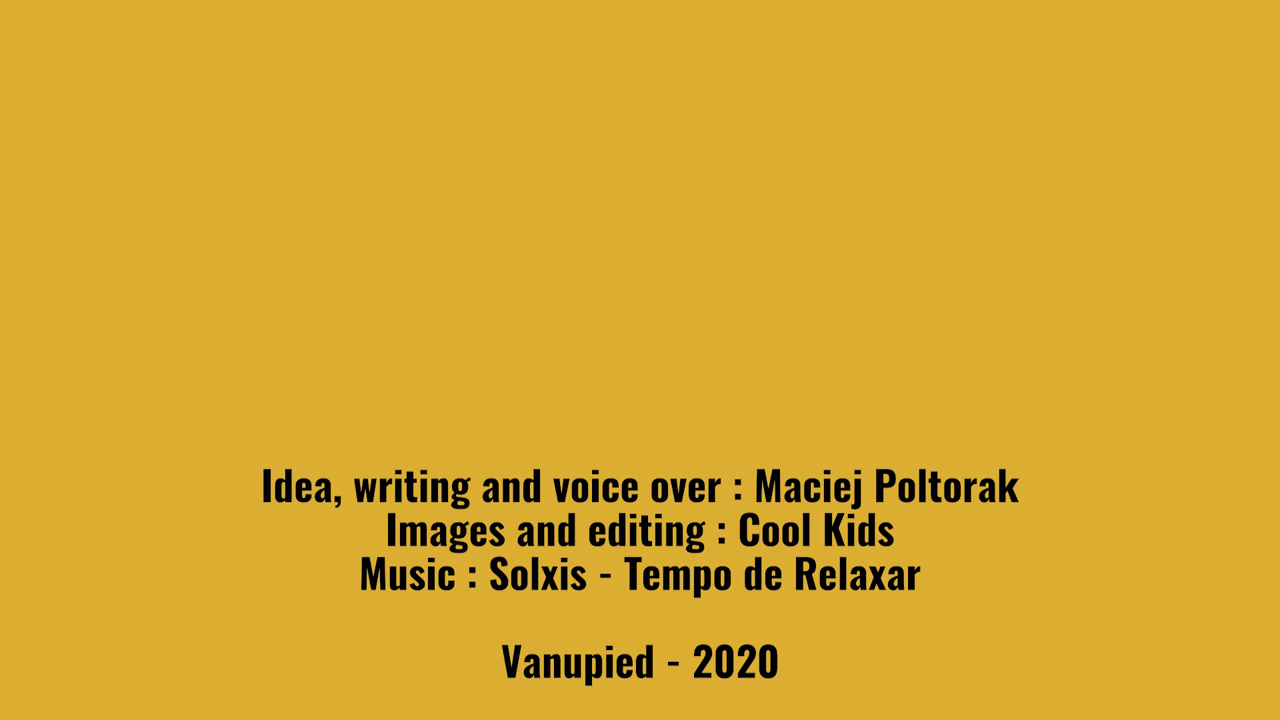 Idea, writing and voice over : Maciej Poltorak
Images and editing : Cool Kids
Music : Solxis - Tempo de Relaxar
Vanupied - 2020